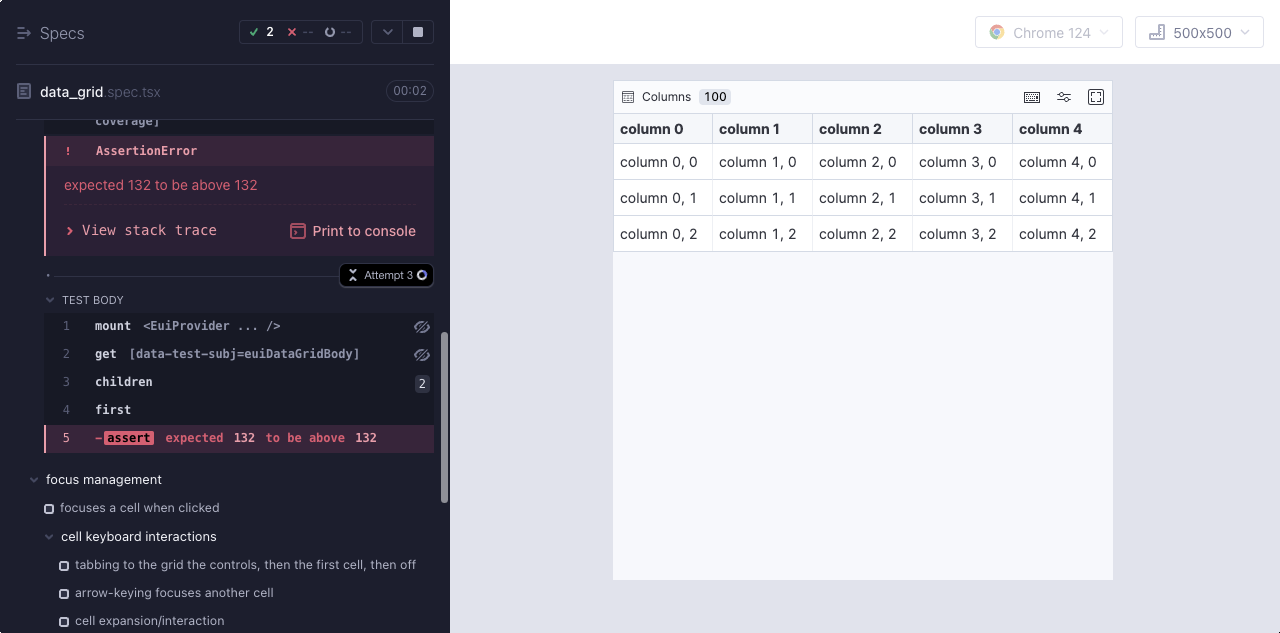 Specs
2 -- --
Chrome 124
500x500
data_grid.spec.tsx
00:02
coverage]
! AssertionError
expected 132 to be above 132
View stack trace
Print to console
Attempt 3
TEST BODY
1 mount <EuiProvider ... />
2 get [data-test-subj=euiDataGridBody]
3 children 2
4 first
5 -assert expected 132 to be above 132
focus management
focuses a cell when clicked
cell keyboard interactions
tabbing to the grid the controls, then the first cell, then off
arrow-keying focuses another cell
cell expansion/interaction
Columns 100
column 0 column 1 column 2 column 3 column 4
column 0, 0 column 1, 0 column 2, 0 column 3, 0 column 4, 0
column 0, 1 column 1, 1 column 2, 1 column 3, 1 column 4, 1
column 0, 2 column 1, 2 column 2, 2 column 3, 2 column 4, 2